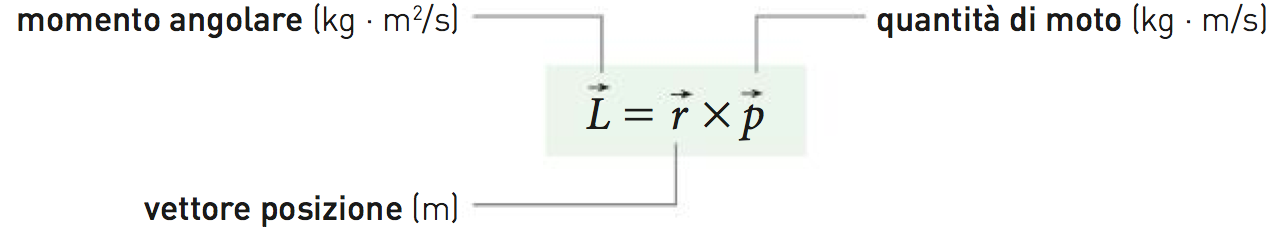 momento angolare (kg · m²/s)
quantità di moto (kg · m/s)
L⃗ = r⃗ × p⃗
vettore posizione (m)